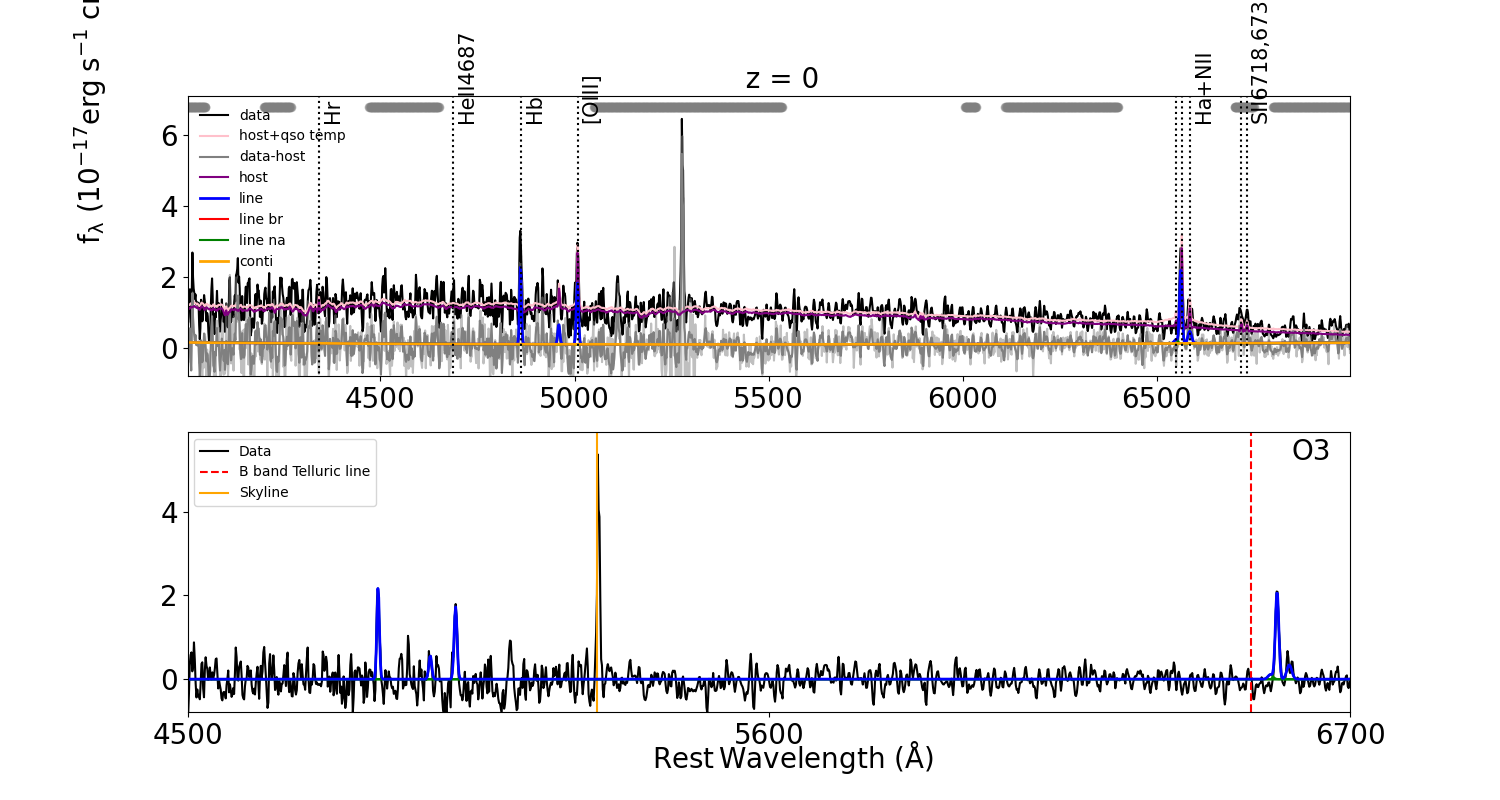 z = 0
f_λ (10^−17 erg s^−1 c
Hr
HeII4687
Hb
[OIII]
Ha+NII
SII6718,673
data
host+qso temp
data-host
host
line
line br
line na
conti
6
4
2
0
4500 5000 5500 6000 6500
O3
Data
B band Telluric line
Skyline
4
2
0
4500 5600 6700
Rest Wavelength (Å)